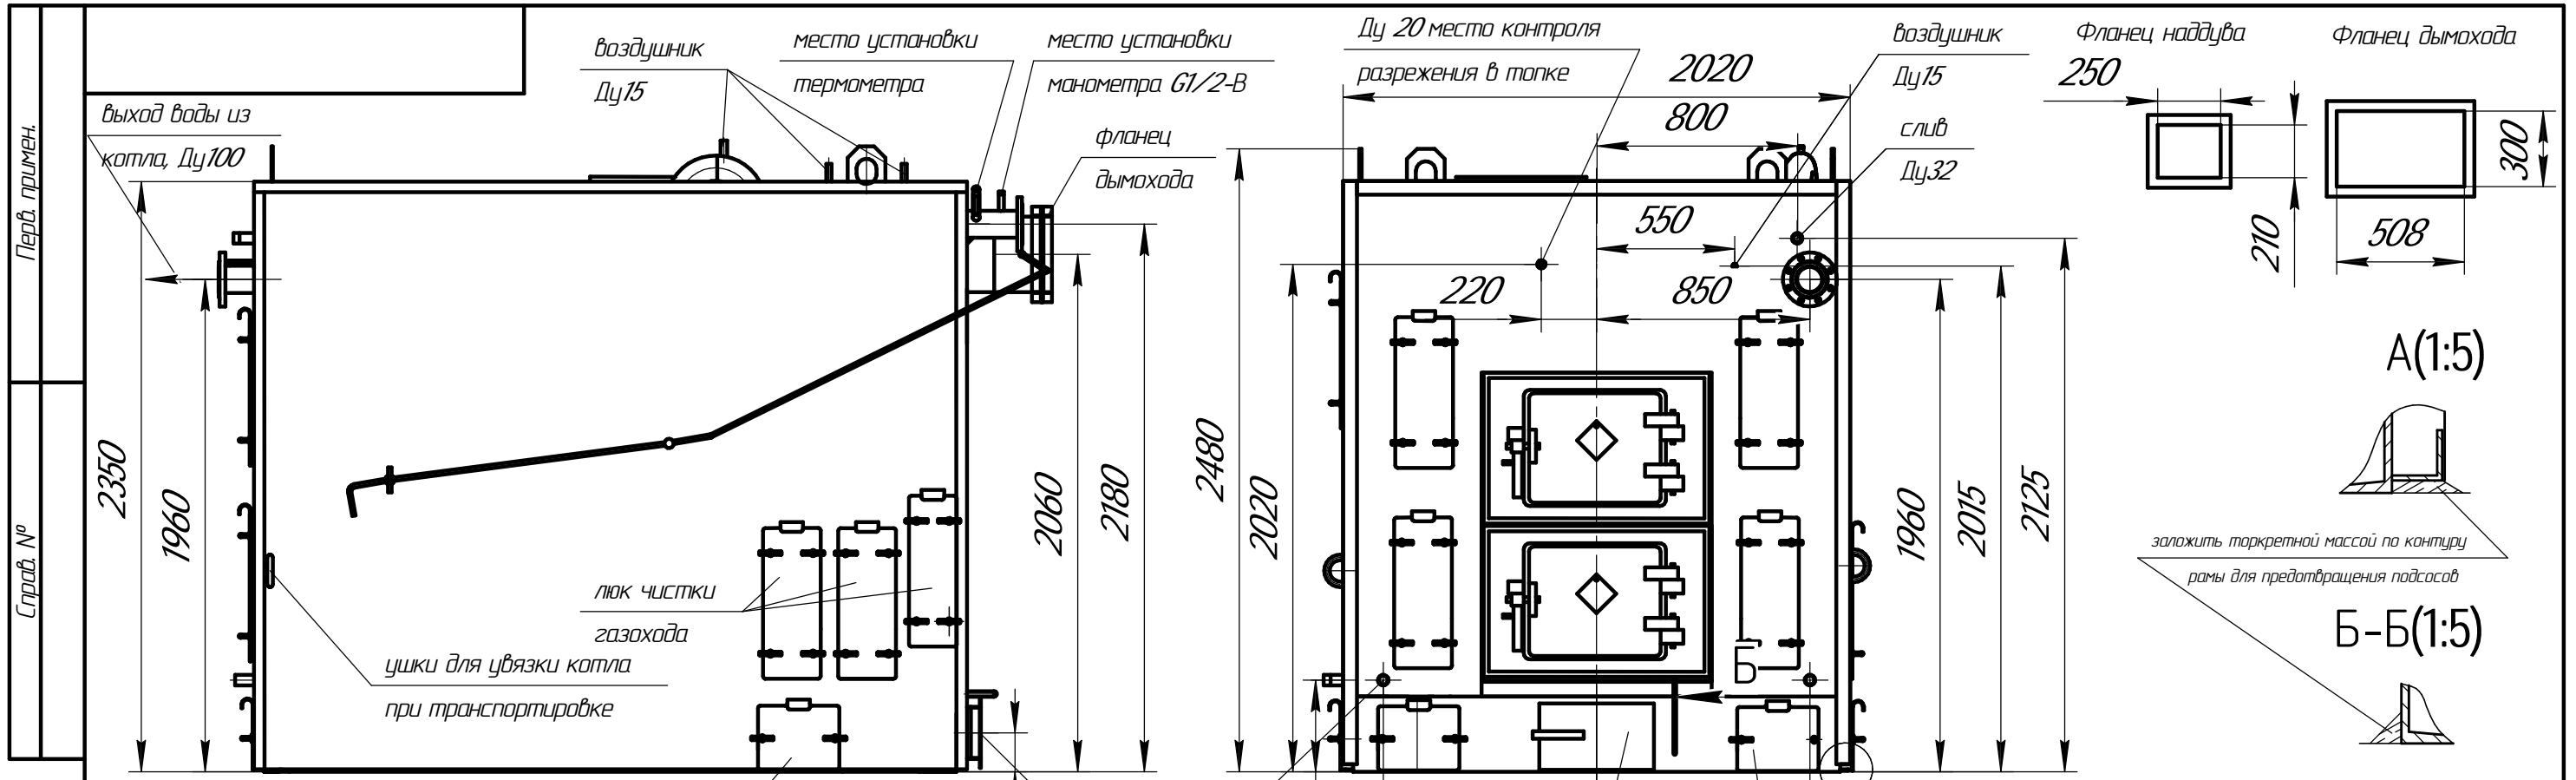 Перв. примен.
Справ. №
выход воды из
котла, Ду100
воздушник
Ду15
место установки
термометра
место установки
манометра G1/2-В
фланец
дымохода
2350
1960
2060
2180
люк чистки
газохода
ушки для увязки котла
при транспортировке
Ду 20 место контроля
разрежения в топке
2020
800
воздушник
Ду15
слив
Ду32
550
220
850
2480
2020
1960
2015
2125
Б
Фланец наддува
250
210
Фланец дымохода
300
508
А(1:5)
заложить торкретной массой по контуру
рамы для предотвращения подсосов
Б-Б(1:5)